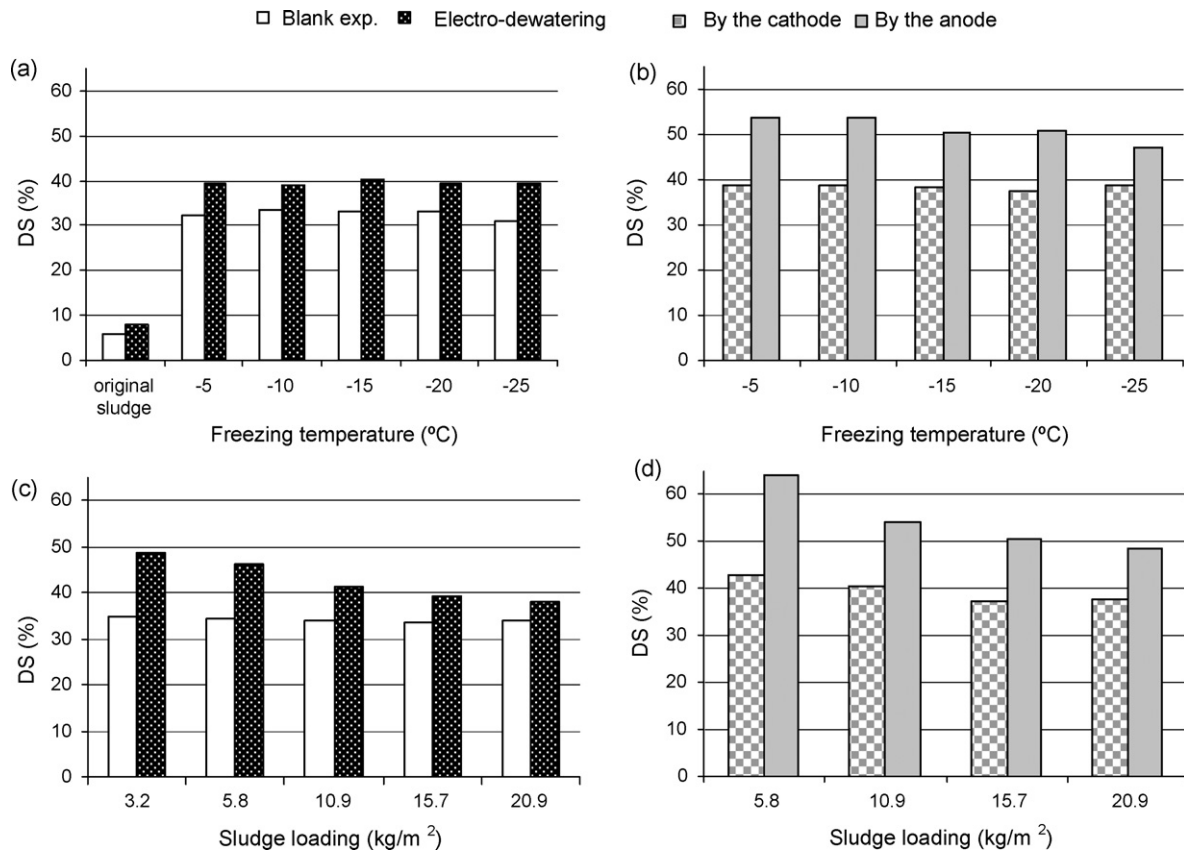 Blank exp. Electro-dewatering By the cathode By the anode
(a)
60
50
40
30
20
10
0
DS (%)
original sludge -5 -10 -15 -20 -25
Freezing temperature (ºC)
(b)
60
50
40
30
20
10
0
DS (%)
-5 -10 -15 -20 -25
Freezing temperature (ºC)
(c)
60
50
40
30
20
10
0
DS (%)
3.2 5.8 10.9 15.7 20.9
Sludge loading (kg/m ²)
(d)
60
50
40
30
20
10
0
DS (%)
5.8 10.9 15.7 20.9
Sludge loading (kg/m ²)